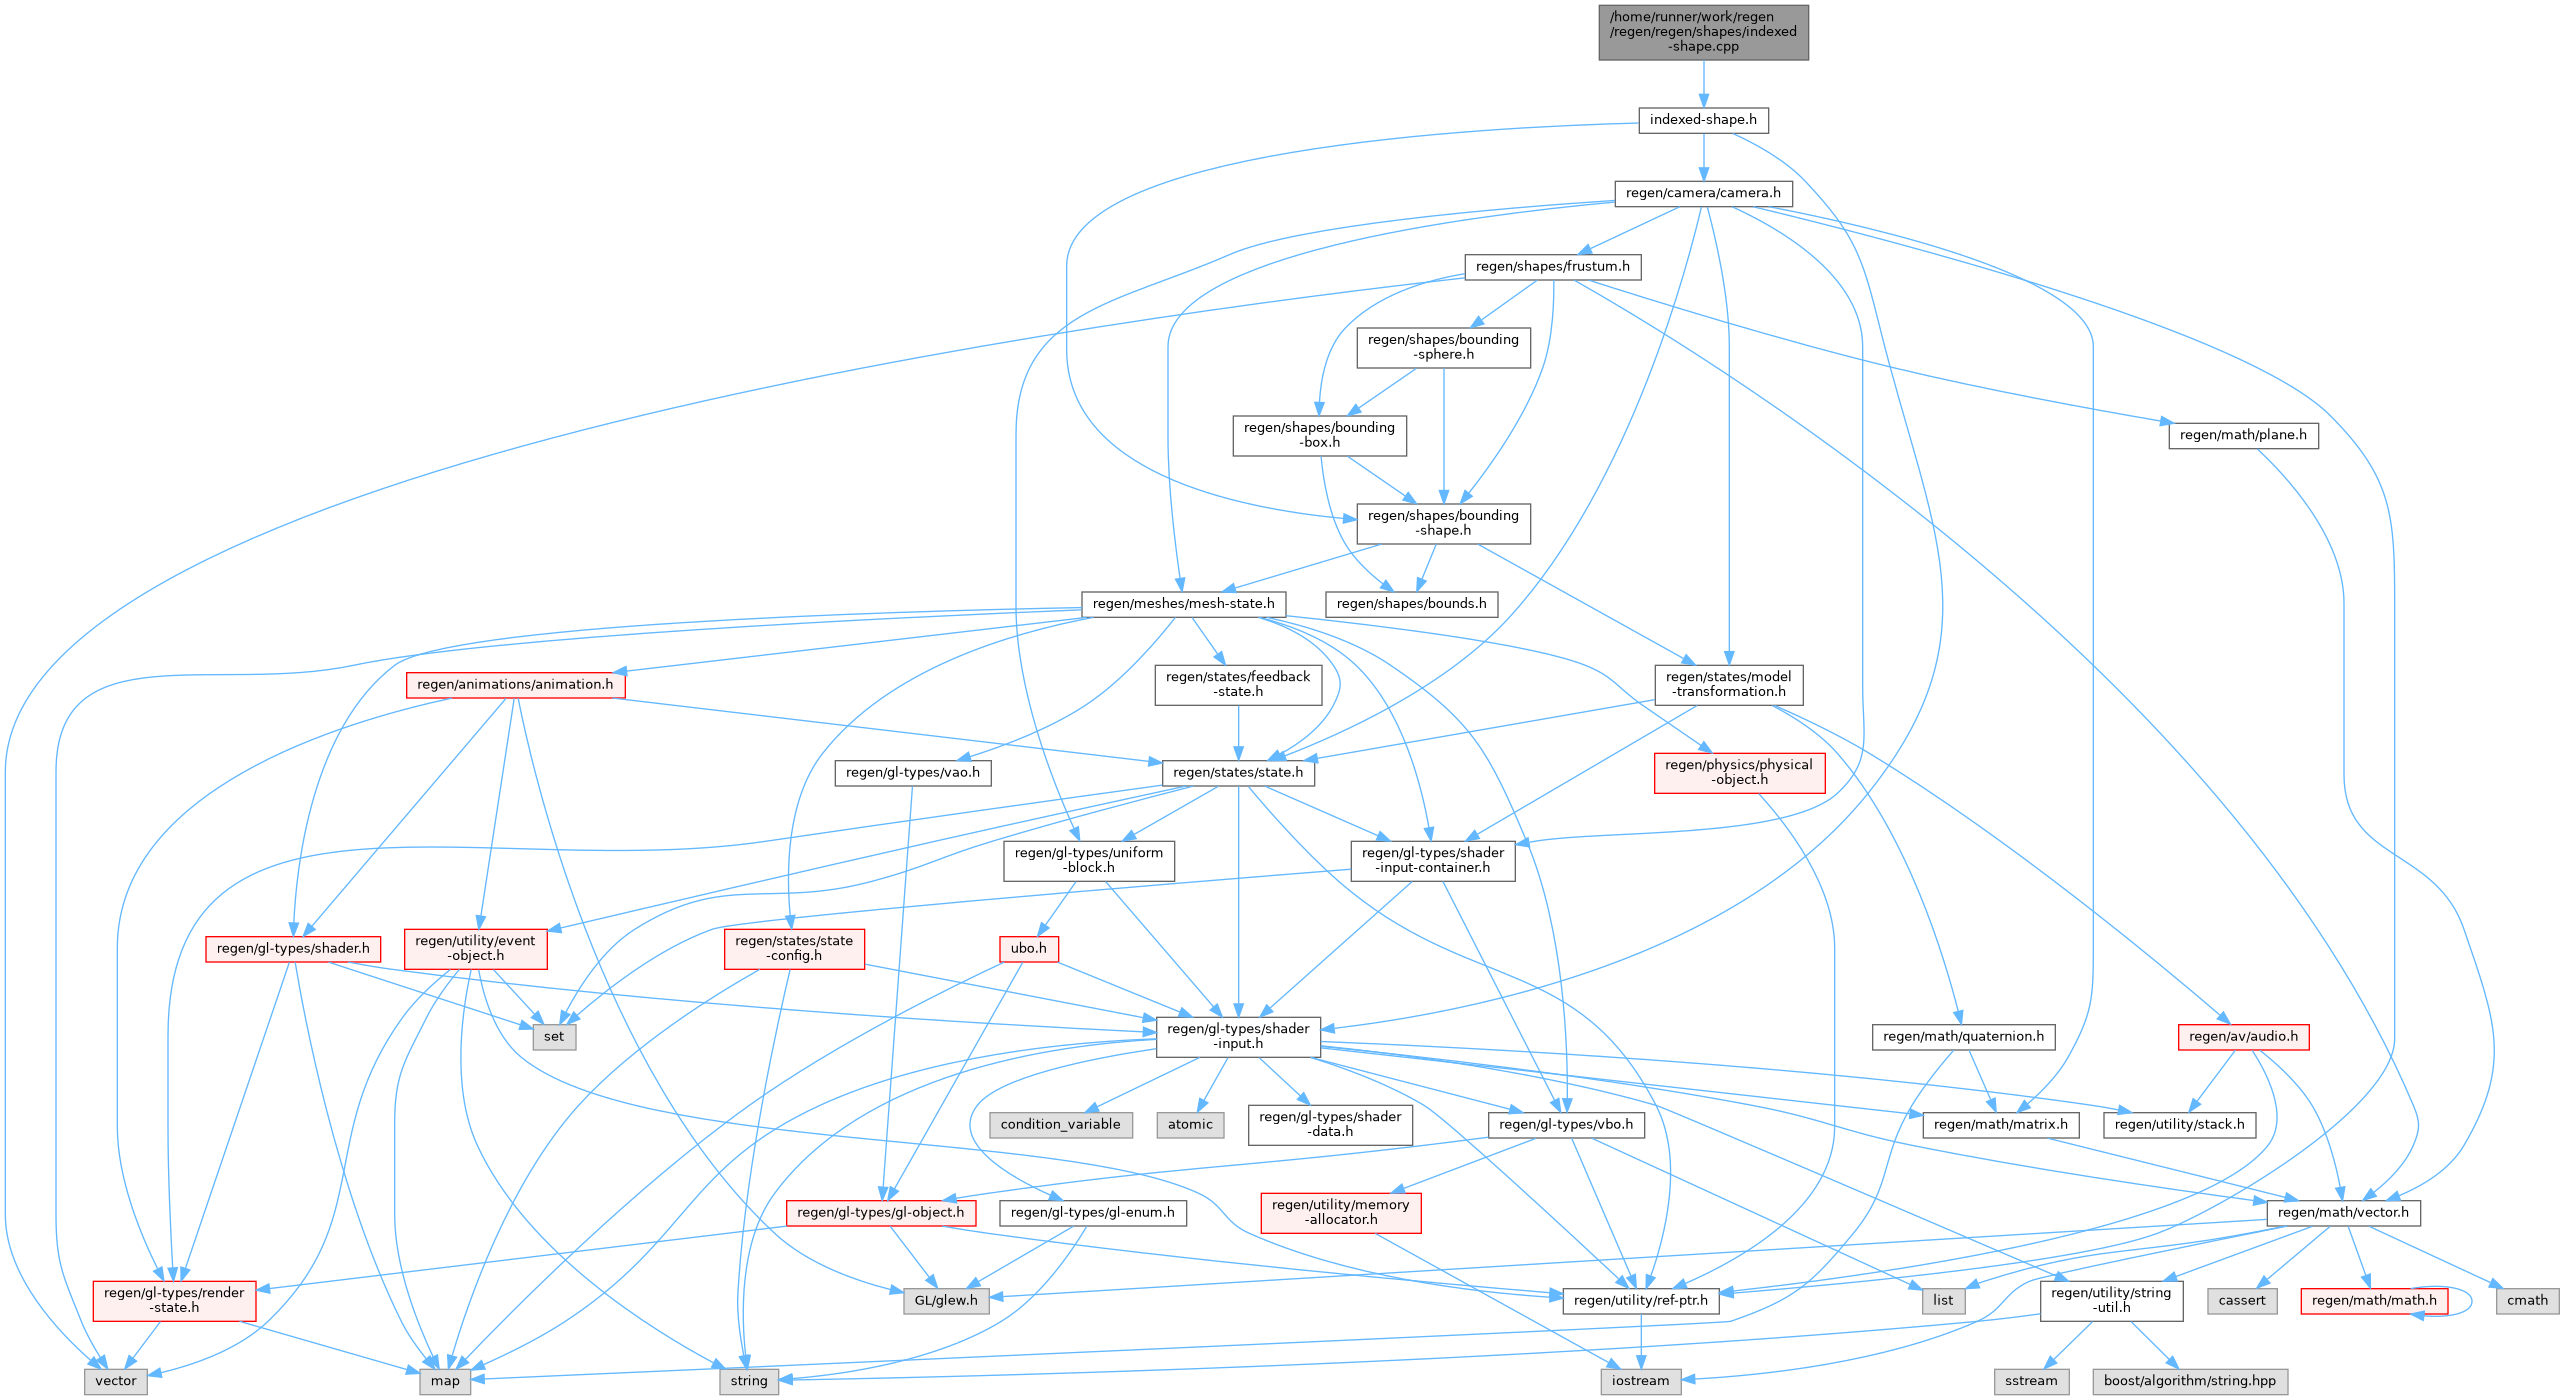 /home/runner/work/regen
/regen/regen/shapes/indexed
-shape.cpp
indexed-shape.h
regen/camera/camera.h
regen/shapes/frustum.h
regen/shapes/bounding
-sphere.h
regen/shapes/bounding
-box.h
regen/math/plane.h
regen/shapes/bounding
-shape.h
regen/meshes/mesh-state.h
regen/shapes/bounds.h
regen/animations/animation.h
regen/states/feedback
-state.h
regen/states/model
-transformation.h
regen/gl-types/vao.h
regen/states/state.h
regen/physics/physical
-object.h
regen/gl-types/uniform
-block.h
regen/gl-types/shader
-input-container.h
regen/gl-types/shader.h
regen/utility/event
-object.h
regen/states/state
-config.h
ubo.h
set
regen/gl-types/shader
-input.h
regen/math/quaternion.h
regen/av/audio.h
condition_variable
atomic
regen/gl-types/shader
-data.h
regen/gl-types/vbo.h
regen/math/matrix.h
regen/utility/stack.h
regen/gl-types/gl-object.h
regen/gl-types/gl-enum.h
regen/utility/memory
-allocator.h
regen/math/vector.h
regen/gl-types/render
-state.h
GL/glew.h
regen/utility/ref-ptr.h
list
regen/utility/string
-util.h
cassert
regen/math/math.h
cmath
vector
map
string
iostream
sstream
boost/algorithm/string.hpp